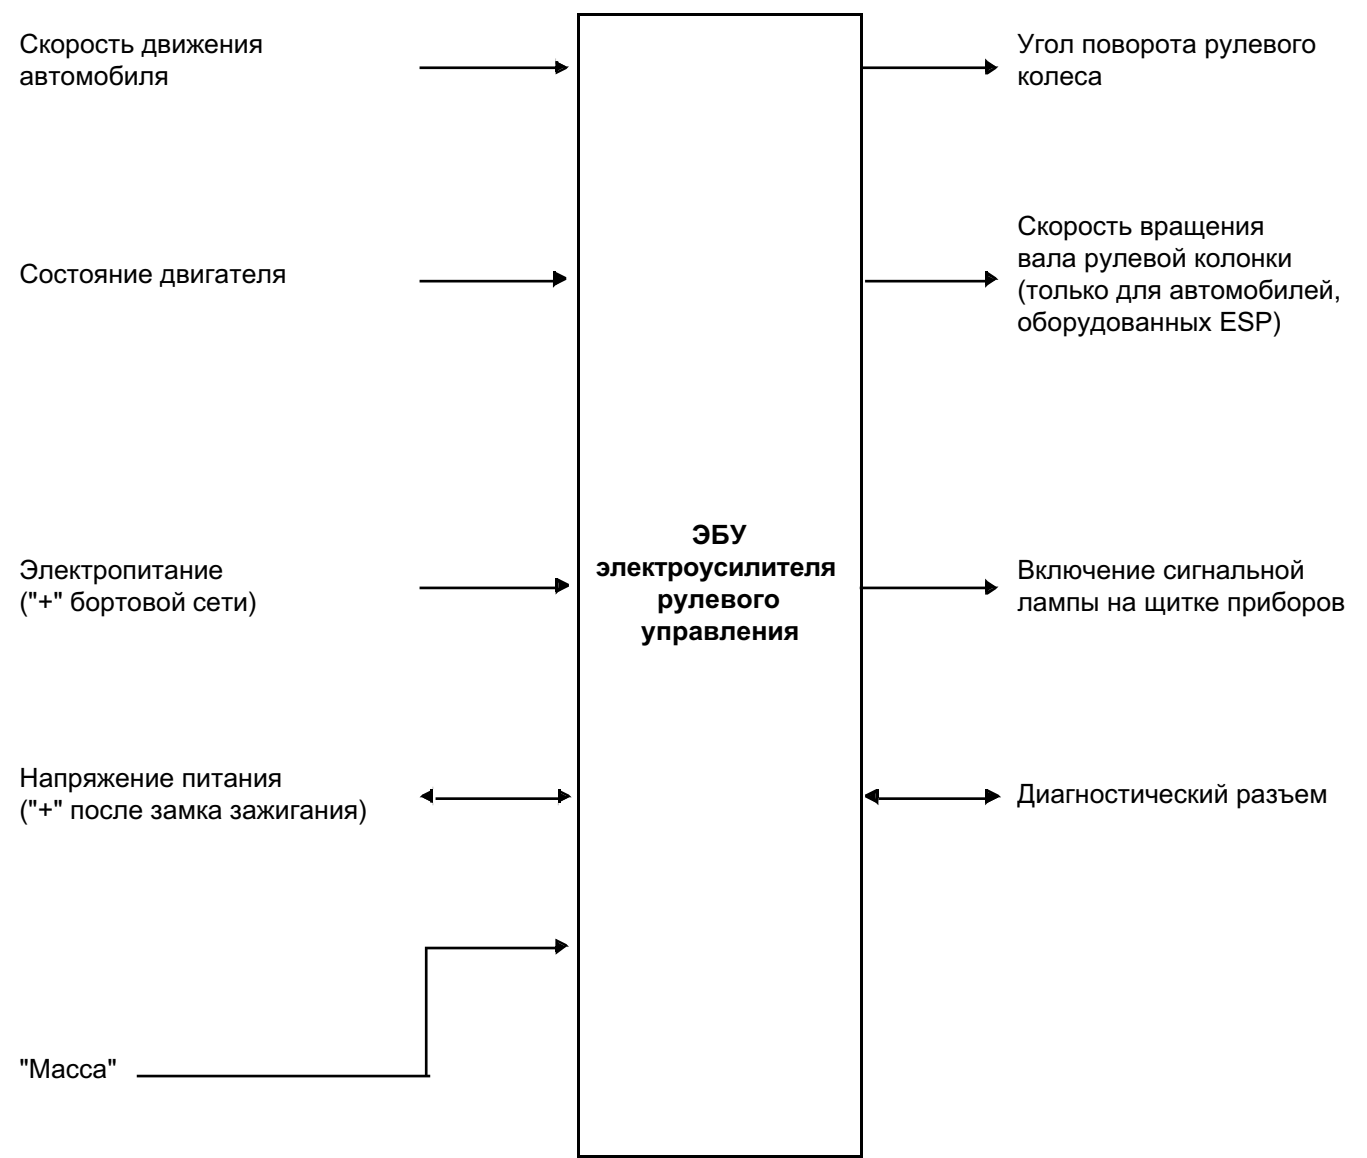 Скорость движения
автомобиля
Состояние двигателя
Электропитание
("+" бортовой сети)
Напряжение питания
("+" после замка зажигания)
"Масса"
ЭБУ
электроусилителя
рулевого
управления
Угол поворота рулевого
колеса
Скорость вращения
вала рулевой колонки
(только для автомобилей,
оборудованных ESP)
Включение сигнальной
лампы на щитке приборов
Диагностический разъем